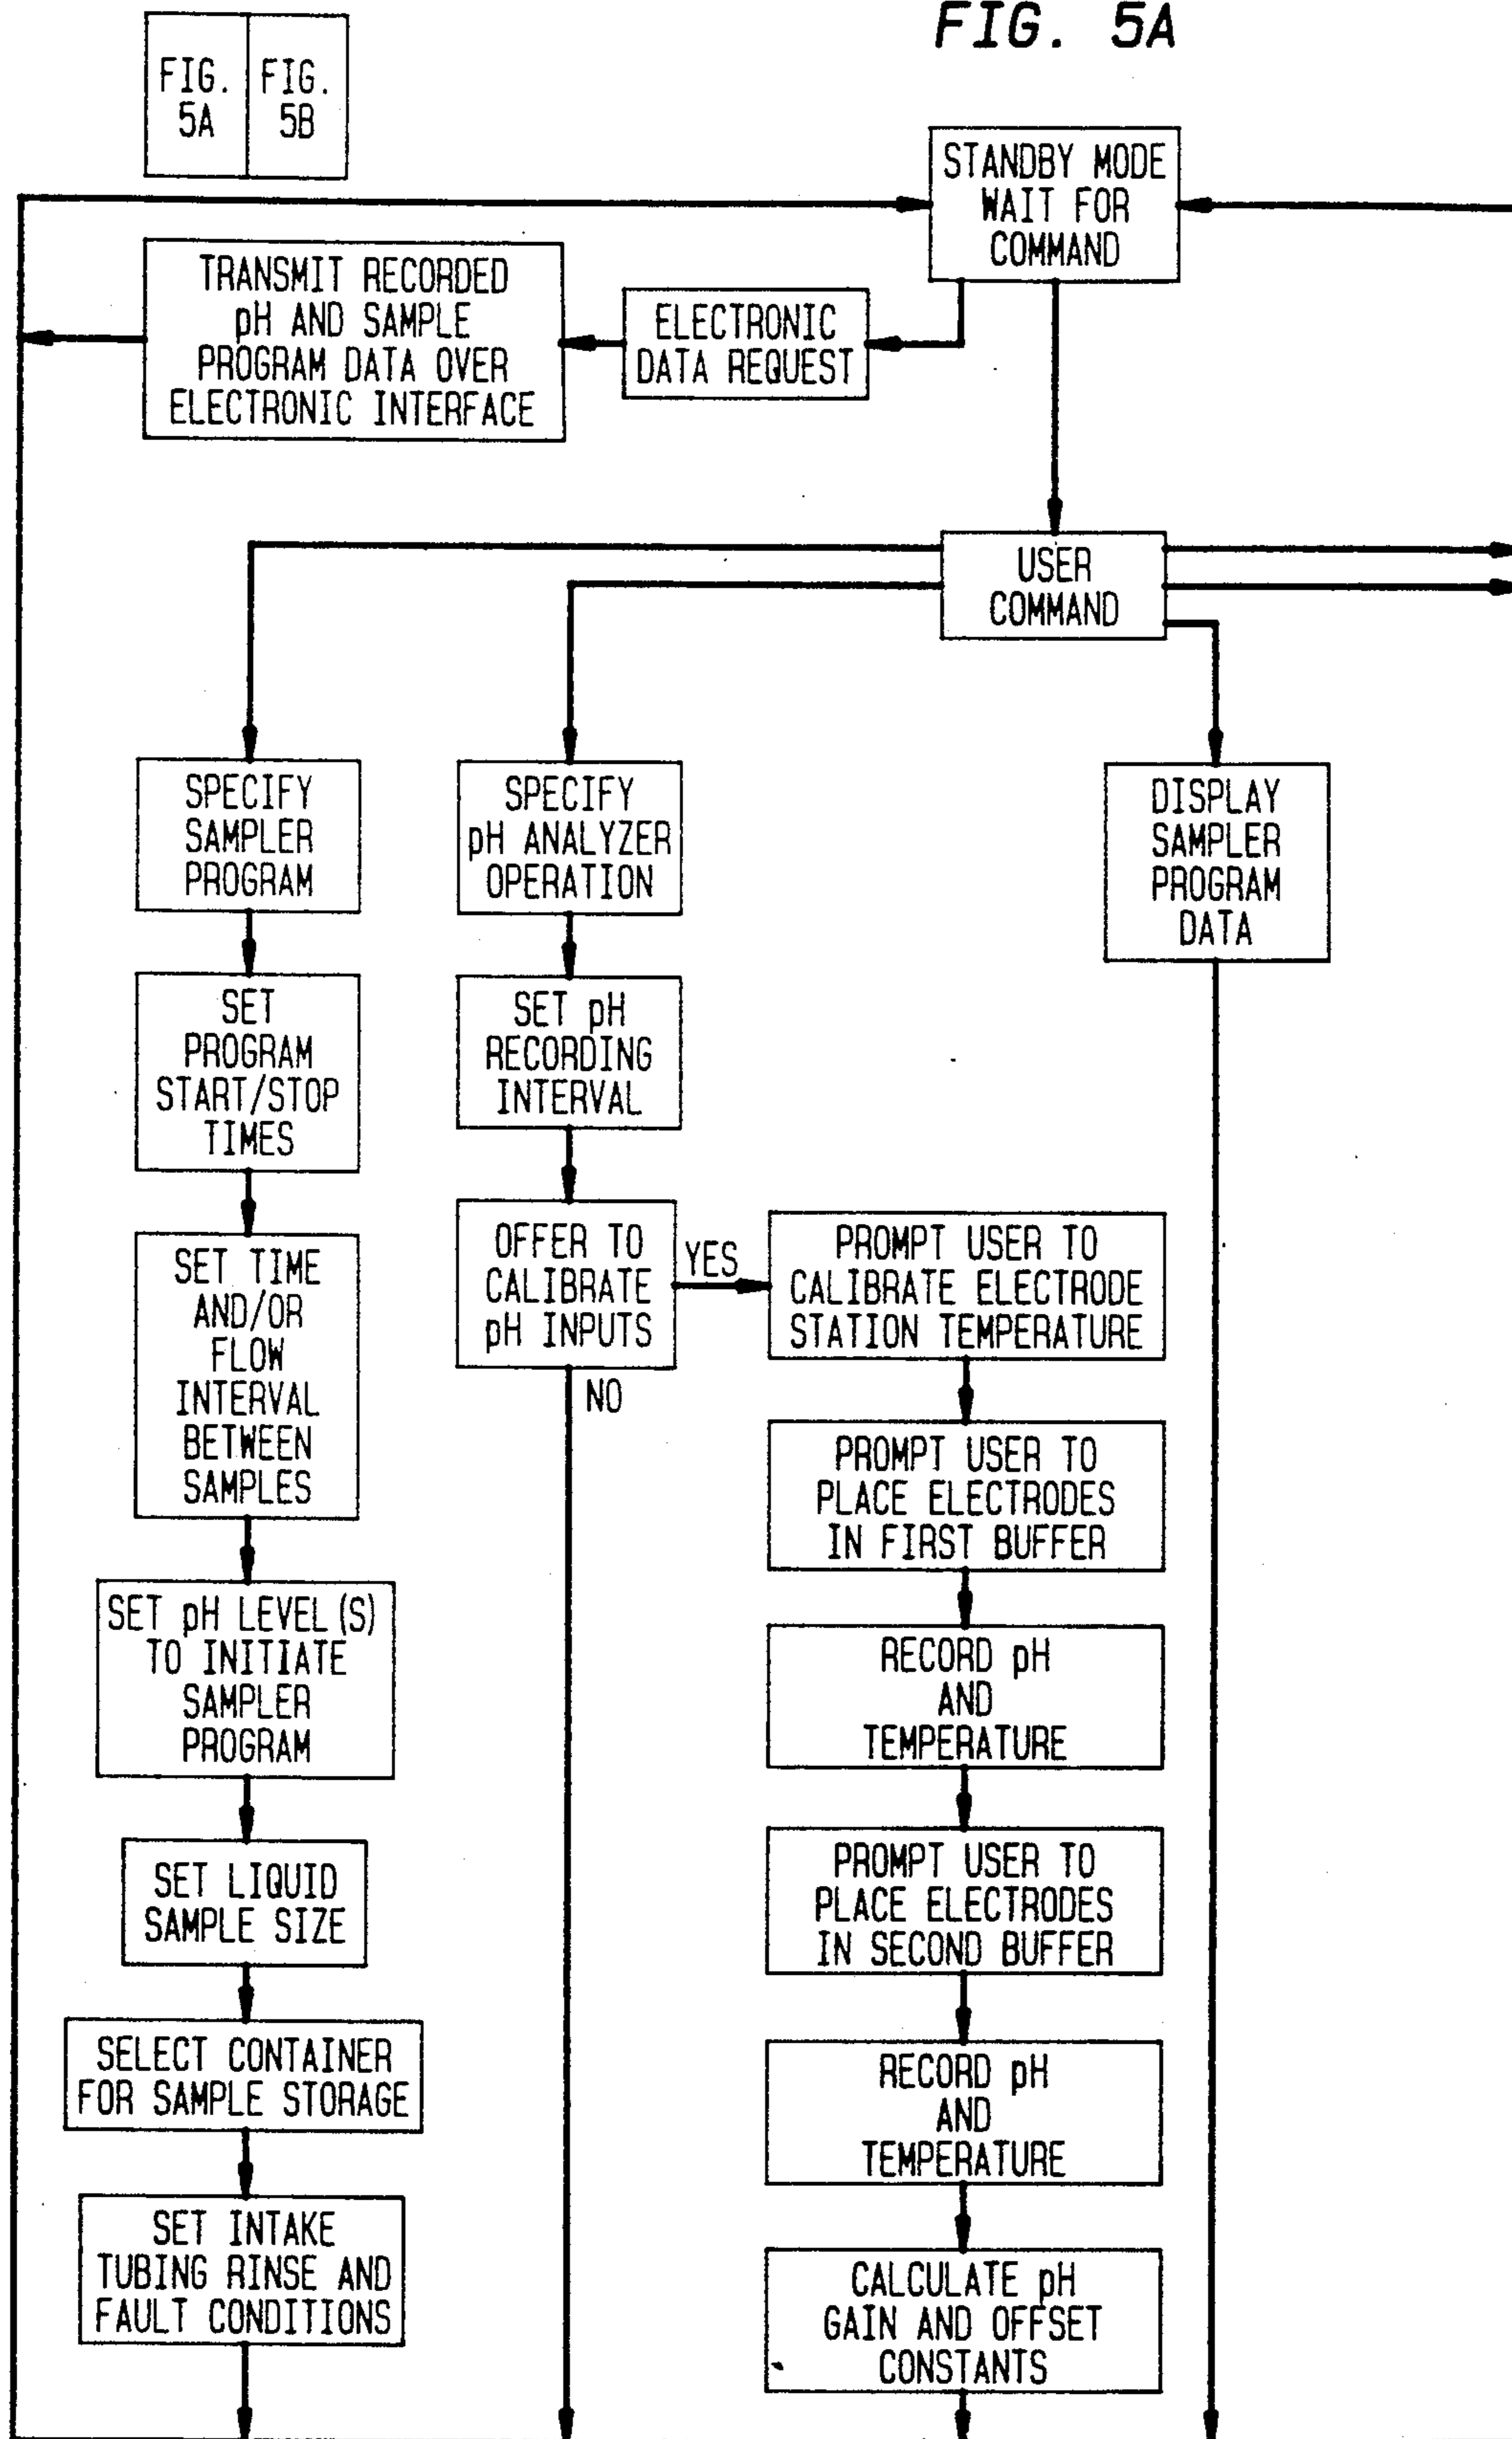 FIG. 5A
FIG.
5A
FIG.
5B
STANDBY MODE
WAIT FOR
COMMAND
TRANSMIT RECORDED
pH AND SAMPLE
PROGRAM DATA OVER
ELECTRONIC INTERFACE
ELECTRONIC
DATA REQUEST
USER
COMMAND
SPECIFY
SAMPLER
PROGRAM
SET
PROGRAM
START/STOP
TIMES
SET TIME
AND/OR
FLOW
INTERVAL
BETWEEN
SAMPLES
SET pH LEVEL(S)
TO INITIATE
SAMPLER
PROGRAM
SET LIQUID
SAMPLE SIZE
SELECT CONTAINER
FOR SAMPLE STORAGE
SET INTAKE
TUBING RINSE AND
FAULT CONDITIONS
SPECIFY
pH ANALYZER
OPERATION
SET pH
RECORDING
INTERVAL
OFFER TO
CALIBRATE
pH INPUTS
YES
NO
PROMPT USER TO
CALIBRATE ELECTRODE
STATION TEMPERATURE
PROMPT USER TO
PLACE ELECTRODES
IN FIRST BUFFER
RECORD pH
AND
TEMPERATURE
PROMPT USER TO
PLACE ELECTRODES
IN SECOND BUFFER
RECORD pH
AND
TEMPERATURE
CALCULATE pH
GAIN AND OFFSET
CONSTANTS
DISPLAY
SAMPLER
PROGRAM
DATA